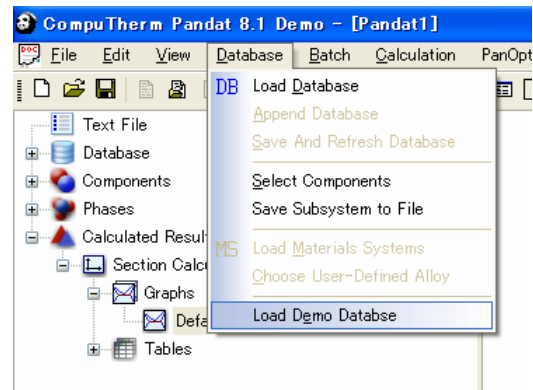 CompuTherm Pandat 8.1 Demo - [Pandat1]
File Edit View Database Batch Calculation PanOpt
DB Load Database
Append Database
Save And Refresh Database
Select Components
Save Subsystem to File
MS Load Materials Systems
Choose User-Defined Alloy
Load Demo Databse
Text File
Database
Components
Phases
Calculated Resul
Section Calc
Graphs
Defa
Tables